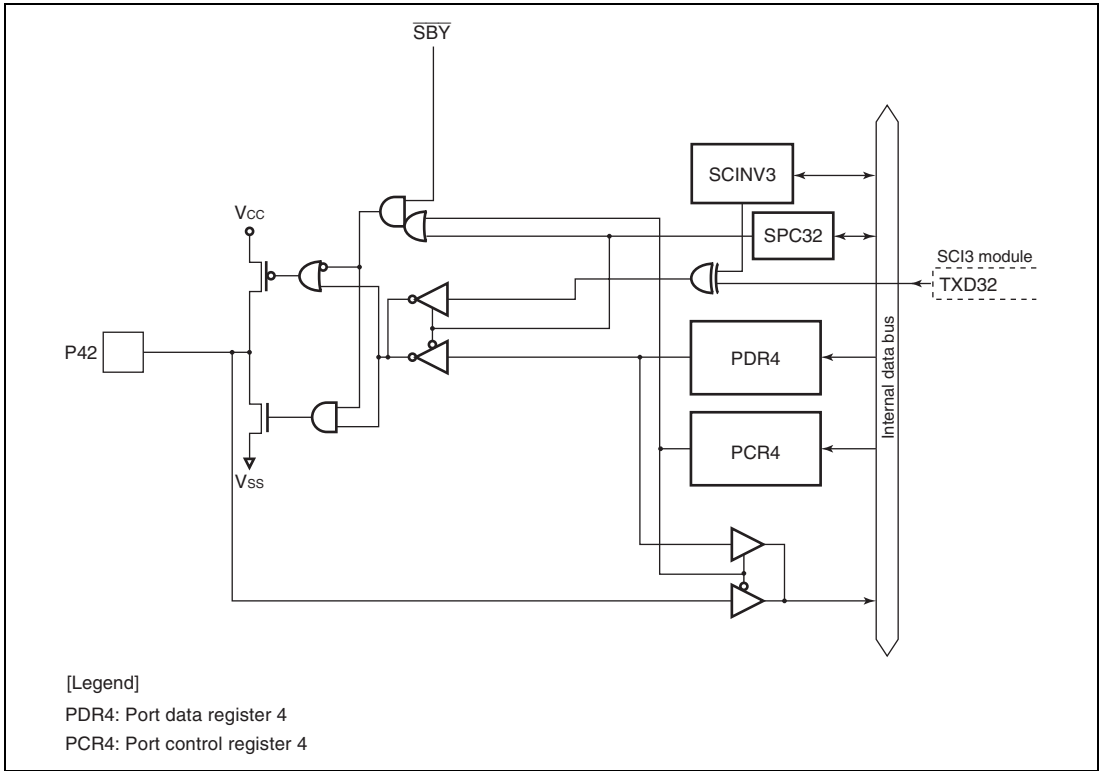 SBY
SCINV3
VCC
SPC32
SCI3 module
TXD32
P42
PDR4
Internal data bus
PCR4
VSS
[Legend]
PDR4: Port data register 4
PCR4: Port control register 4